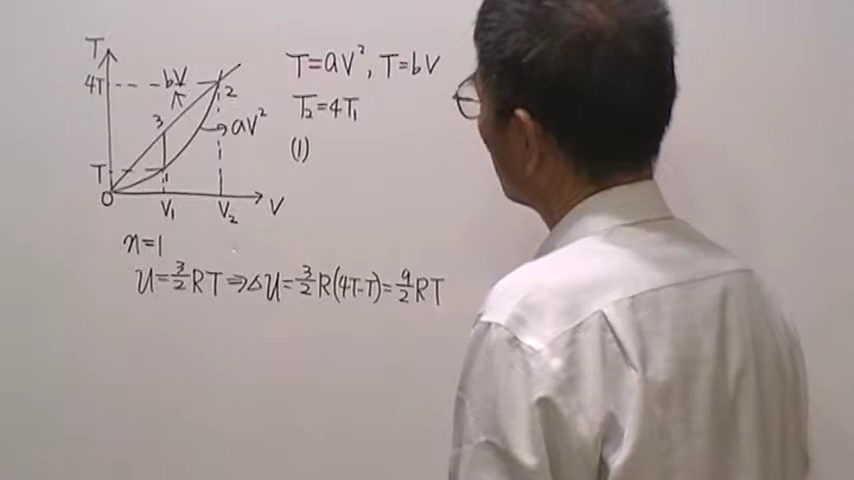 T
4T
bV
2
3
aV²
T
1
0
V₁
V₂
V
T=aV², T=bV
T₂=4T₁
(1)
n=1
U=3/2RT⇒ΔU=3/2R(4T-T)=9/2RT